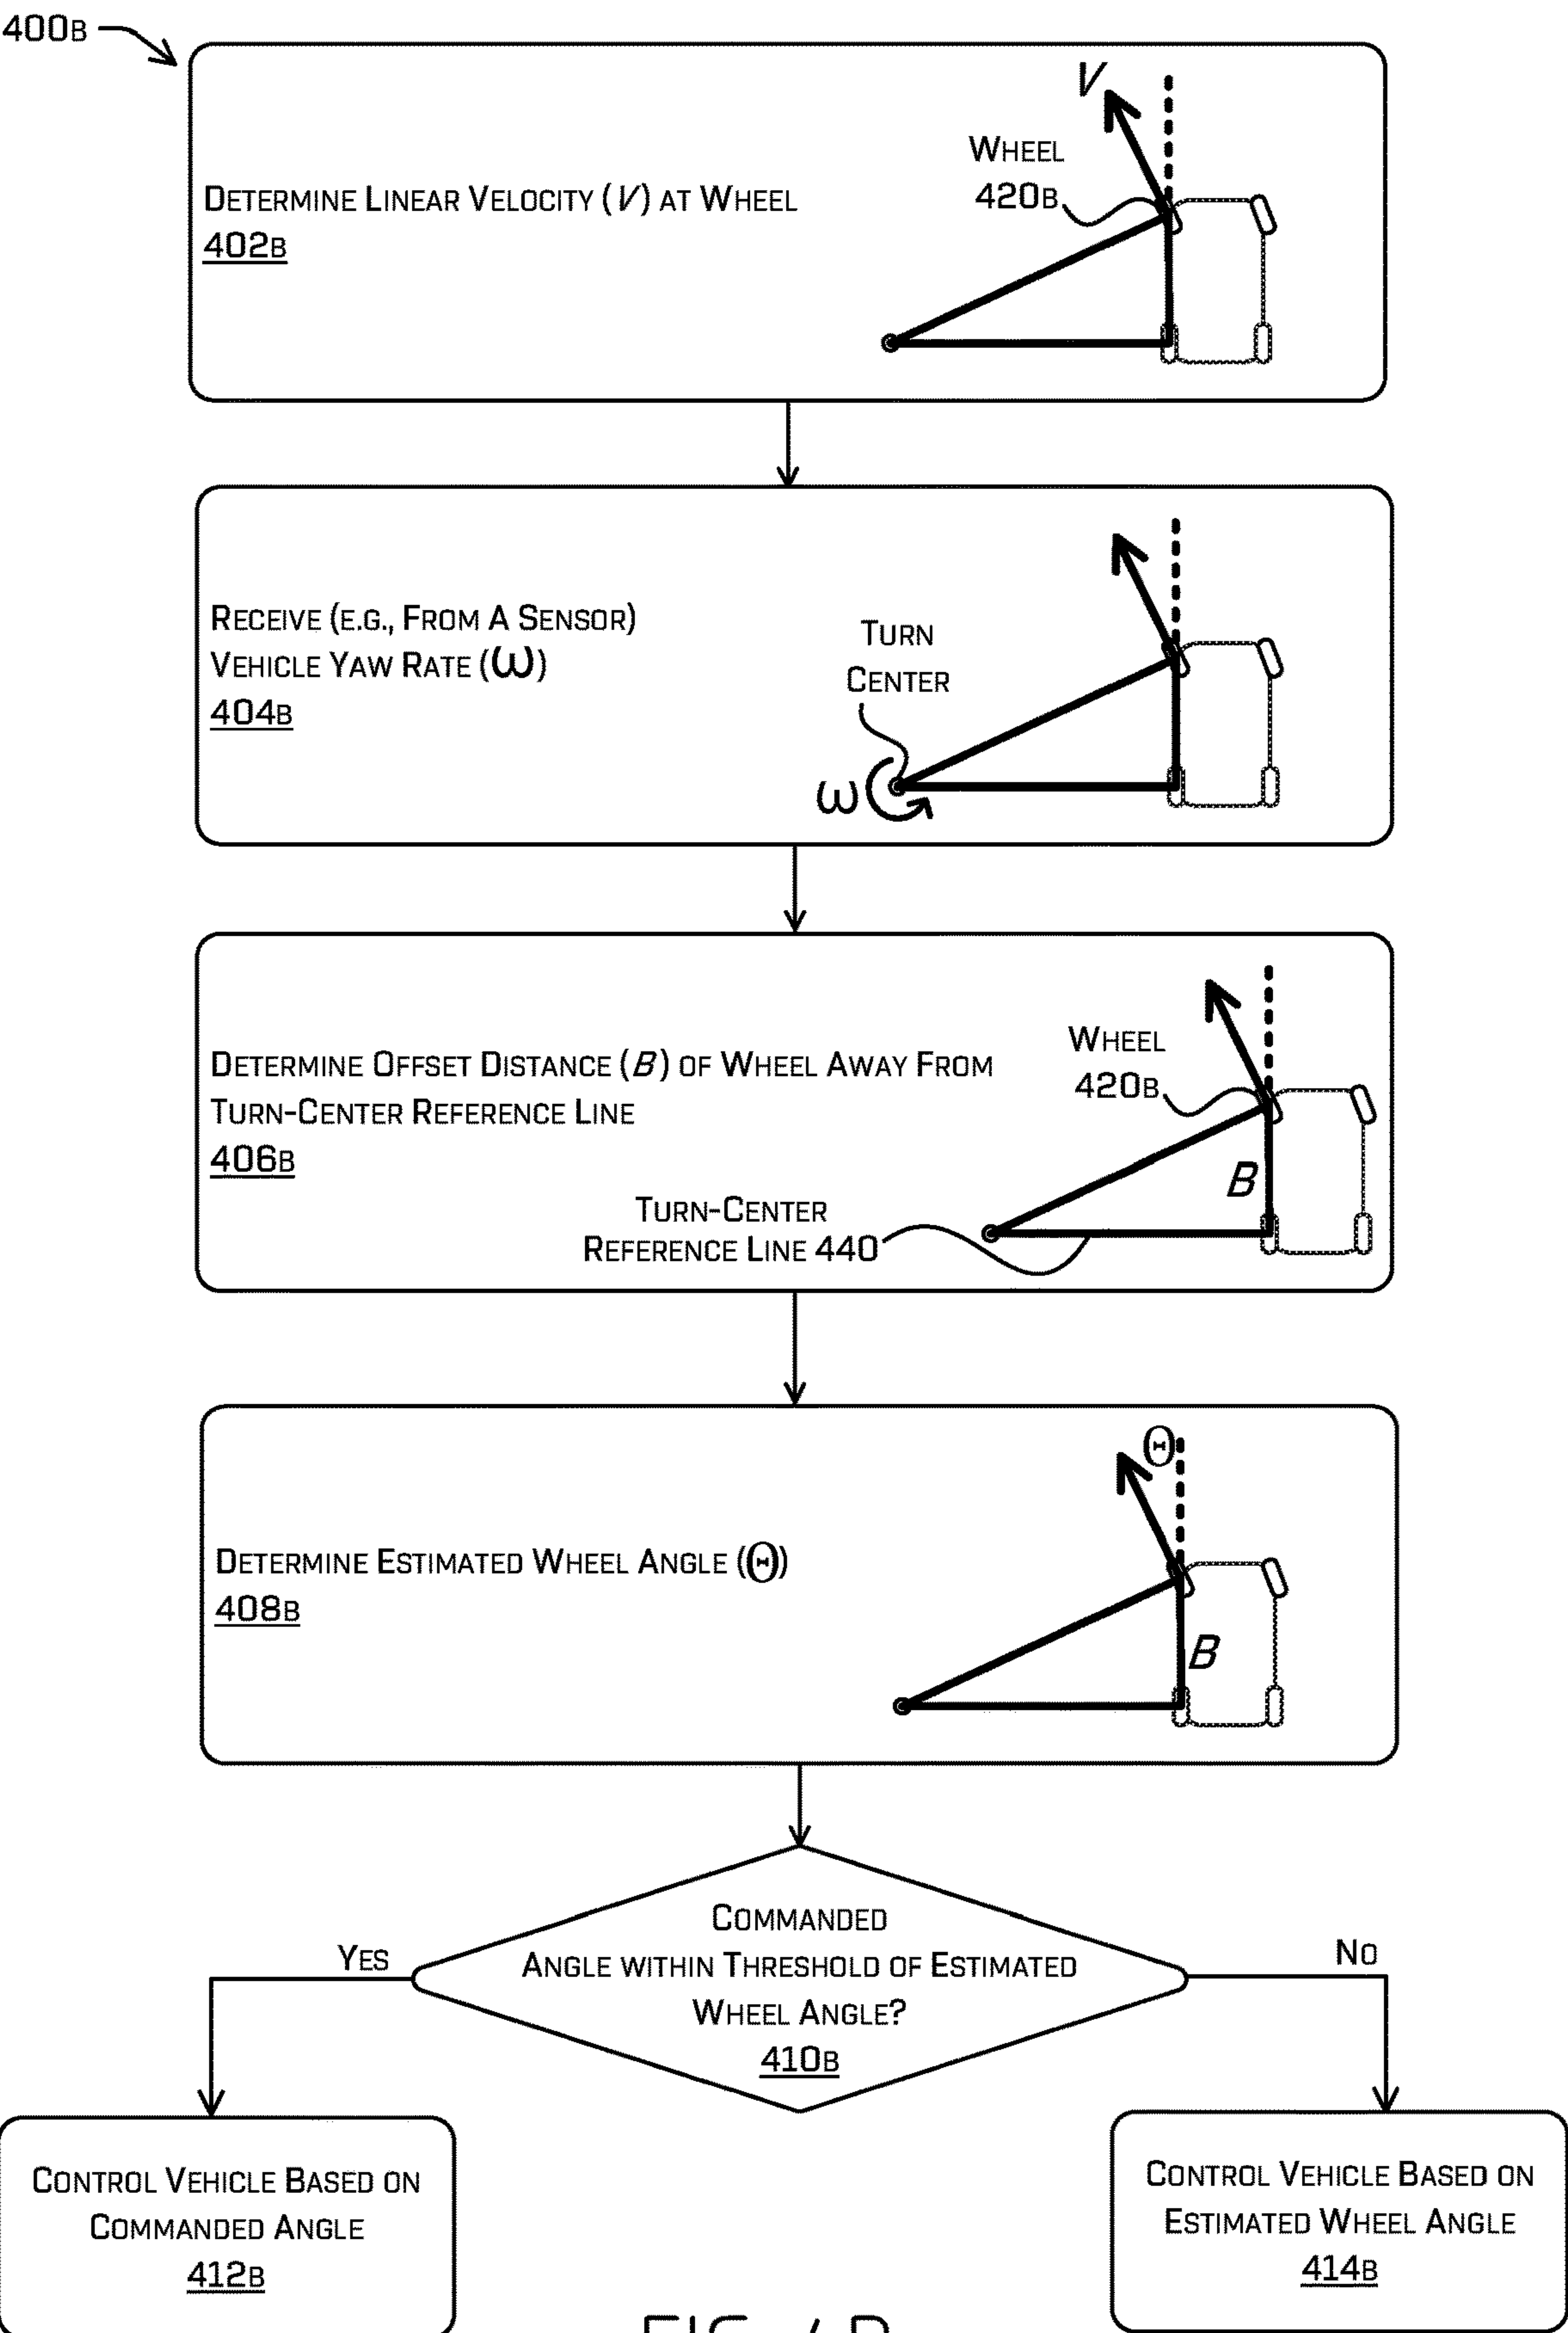 400B
V
WHEEL
420B
DETERMINE LINEAR VELOCITY (V) AT WHEEL
402B
RECEIVE (E.G., FROM A SENSOR)
VEHICLE YAW RATE (ω)
404B
TURN
CENTER
ω
DETERMINE OFFSET DISTANCE (B) OF WHEEL AWAY FROM
TURN-CENTER REFERENCE LINE
406B
WHEEL
420B
B
TURN-CENTER
REFERENCE LINE 440
Θ
DETERMINE ESTIMATED WHEEL ANGLE (Θ)
408B
B
COMMANDED
ANGLE WITHIN THRESHOLD OF ESTIMATED
WHEEL ANGLE?
410B
YES
NO
CONTROL VEHICLE BASED ON
COMMANDED ANGLE
412B
CONTROL VEHICLE BASED ON
ESTIMATED WHEEL ANGLE
414B